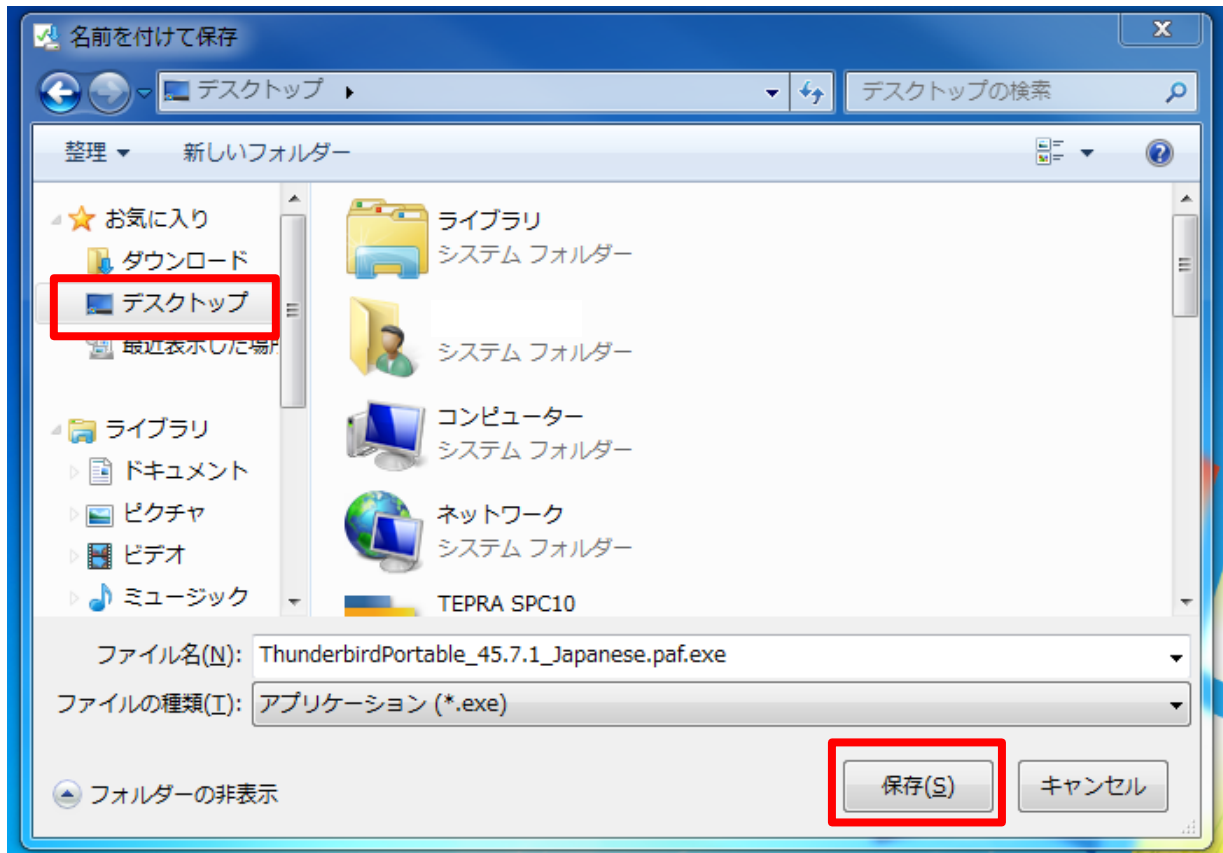 名前を付けて保存
デスクトップ
デスクトップの検索
整理
新しいフォルダー
お気に入り
ダウンロード
デスクトップ
最近表示した場所
ライブラリ
ドキュメント
ピクチャ
ビデオ
ミュージック
ライブラリ
システム フォルダー
システム フォルダー
コンピューター
システム フォルダー
ネットワーク
システム フォルダー
TEPRA SPC10
ファイル名(N): ThunderbirdPortable_45.7.1_Japanese.paf.exe
ファイルの種類(T): アプリケーション (*.exe)
フォルダーの非表示
保存(S)
キャンセル